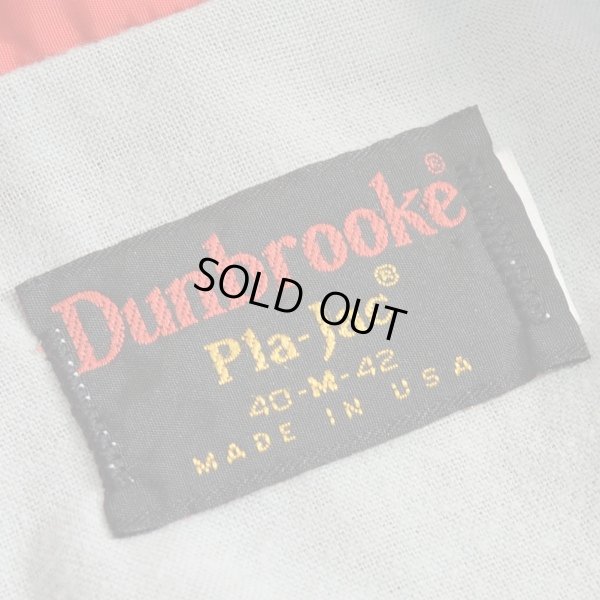 Dunbrooke®
SOLD OUT
Pla-Jac®
40-M-42
MADE IN USA